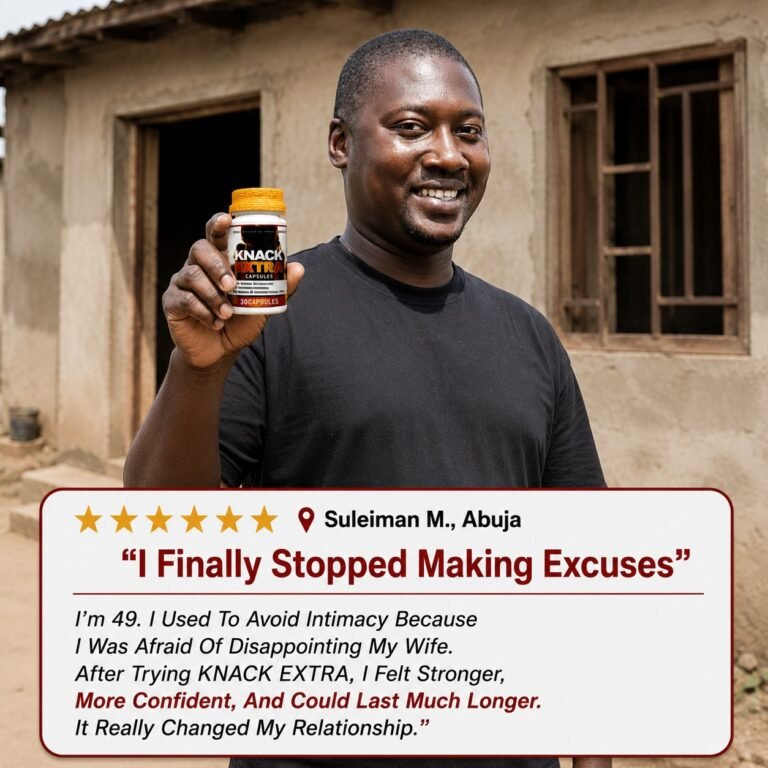 KNACK
EXTRA
CAPSULES
30CAPSULES
Suleiman M., Abuja
“I Finally Stopped Making Excuses”
I’m 49. I Used To Avoid Intimacy Because
I Was Afraid Of Disappointing My Wife.
After Trying KNACK EXTRA, I Felt Stronger,
More Confident, And Could Last Much Longer.
It Really Changed My Relationship.”